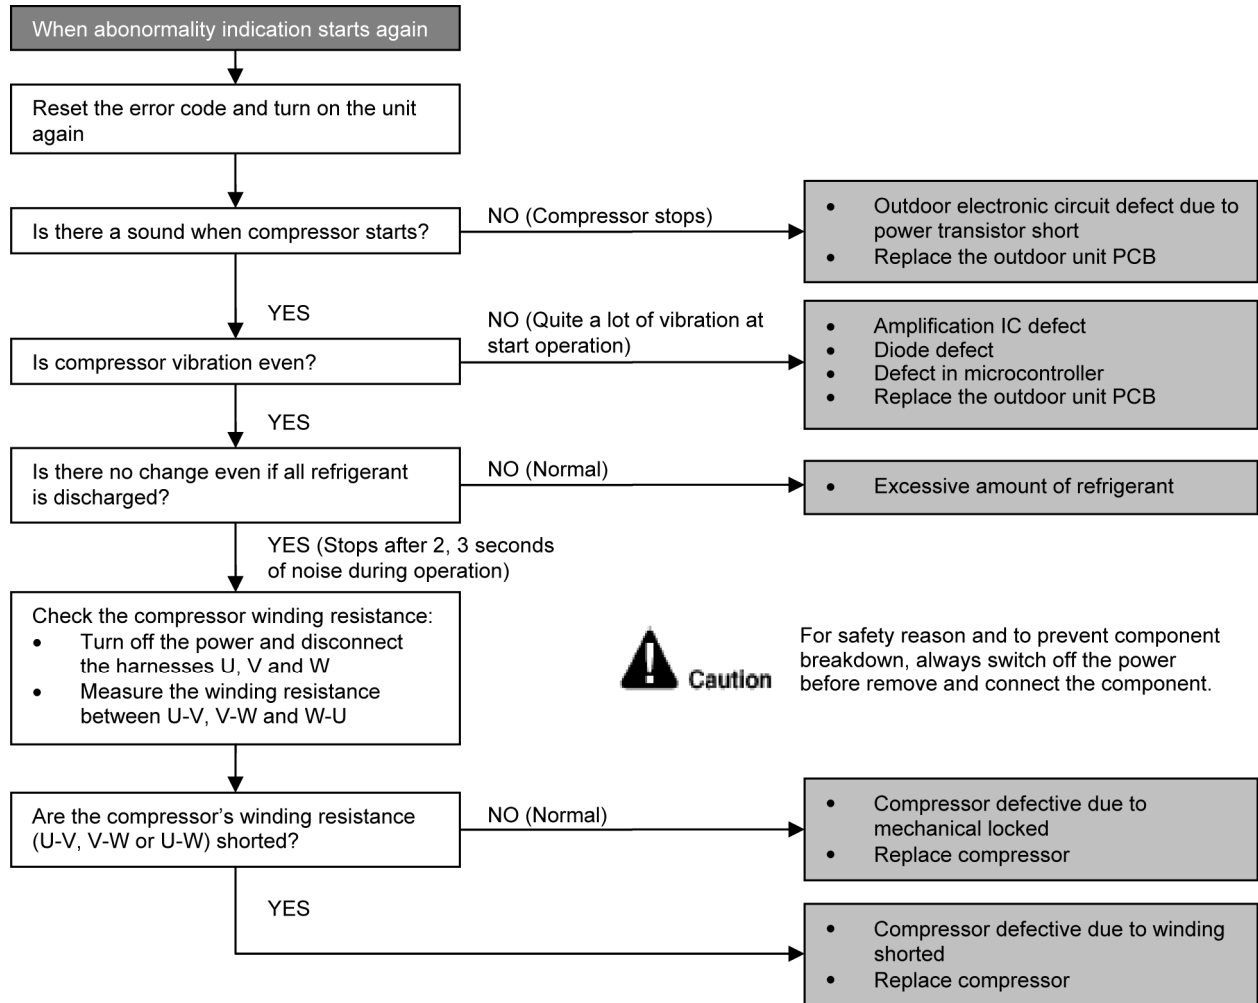 When abonormality indication starts again
Reset the error code and turn on the unit
again
Is there a sound when compressor starts?
NO (Compressor stops)
• Outdoor electronic circuit defect due to
power transistor short
• Replace the outdoor unit PCB
YES
Is compressor vibration even?
NO (Quite a lot of vibration at
start operation)
• Amplification IC defect
• Diode defect
• Defect in microcontroller
• Replace the outdoor unit PCB
YES
Is there no change even if all refrigerant
is discharged?
NO (Normal)
• Excessive amount of refrigerant
YES (Stops after 2, 3 seconds
of noise during operation)
Check the compressor winding resistance:
• Turn off the power and disconnect
the harnesses U, V and W
• Measure the winding resistance
between U-V, V-W and W-U
Caution
For safety reason and to prevent component
breakdown, always switch off the power
before remove and connect the component.
Are the compressor’s winding resistance
(U-V, V-W or U-W) shorted?
NO (Normal)
• Compressor defective due to
mechanical locked
• Replace compressor
YES
• Compressor defective due to winding
shorted
• Replace compressor